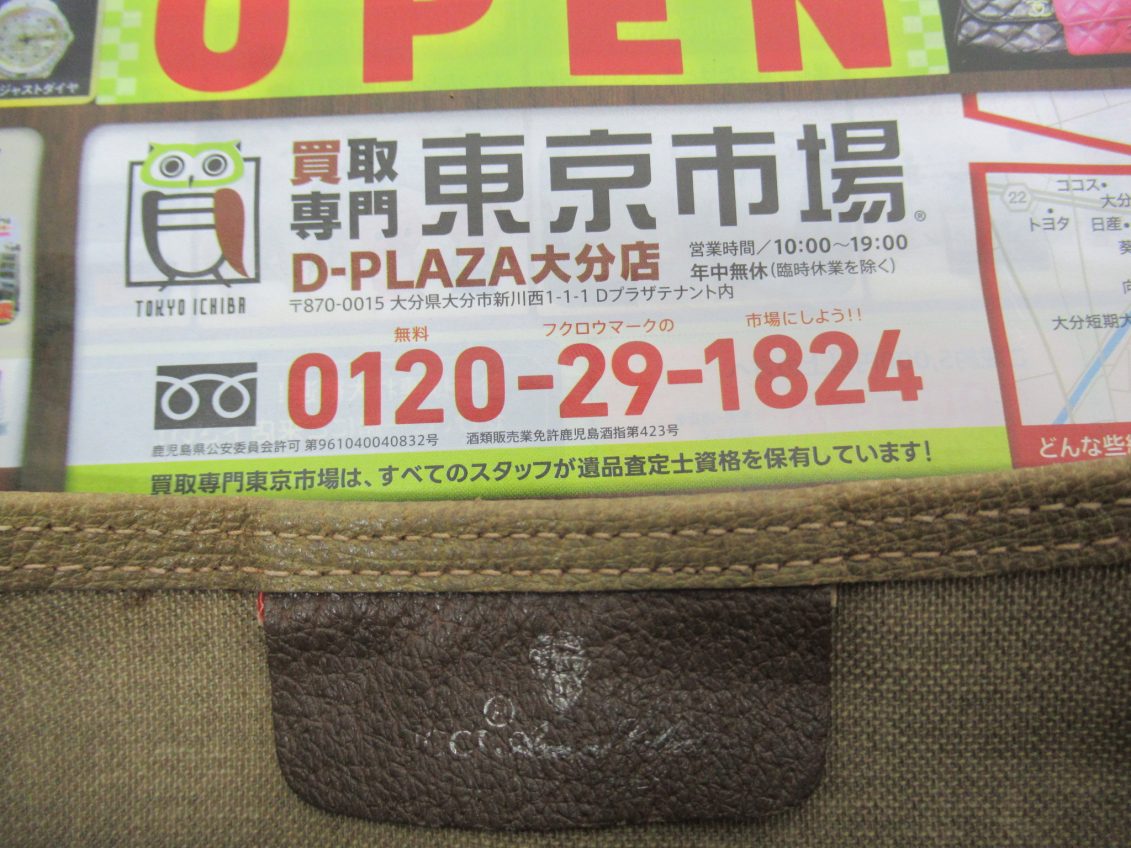 OPEN
ジャストダイヤ
買取
専門
東京市場®
D-PLAZA大分店
営業時間／10:00〜19:00
年中無休(臨時休業を除く)
TOKYO ICHIBA
〒870-0015 大分県大分市新川西1-1-1 Dプラザテナント内
無料 フクロウマークの 市場にしよう!!
0120-29-1824
鹿児島県公安委員会許可 第961040040832号 酒類販売業免許鹿児島酒指第423号
買取専門東京市場は、すべてのスタッフが遺品査定士資格を保有しています!
22
ココス
大分
トヨタ 日産
葵
向
大分短期大
どんな些細